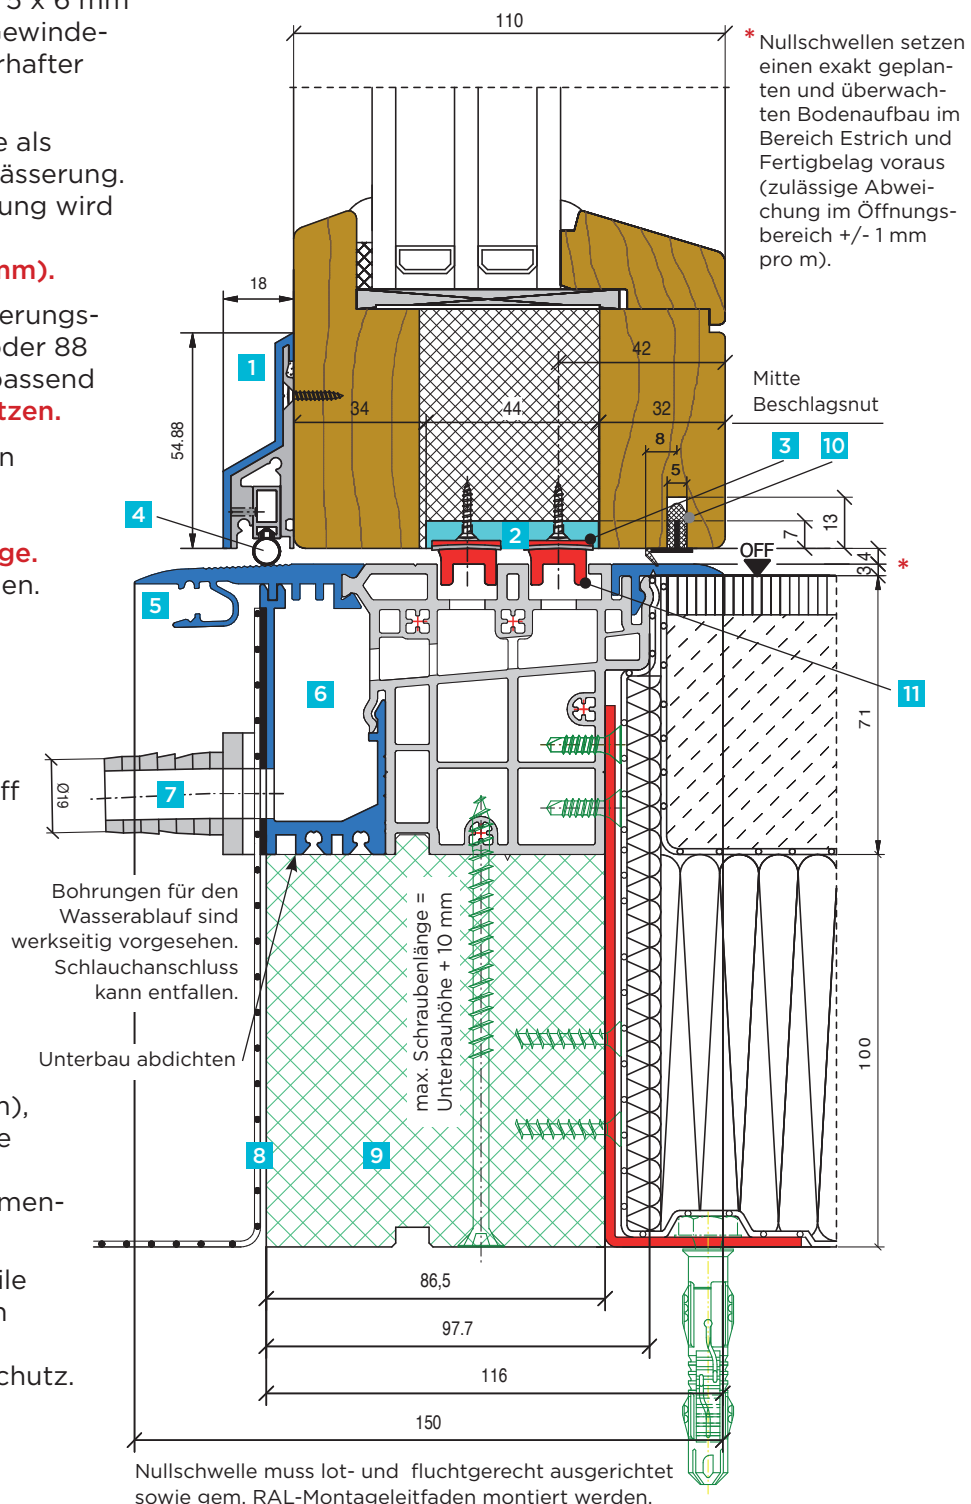 5 x 6 mm
Gewinde-
rhafter
e als
ässerung.
ung wird
mm).
erungs-
oder 88
passend
tzen.
n
ge.
en.
ff
n),
e
men-
ile
n
chutz.
110
* Nullschwellen setzen
einen exakt geplan-
ten und überwach-
ten Bodenaufbau im
Bereich Estrich und
Fertigbelag voraus
(zulässige Abwei-
chung im Öffnungs-
bereich +/- 1 mm
pro m).
18
1
42
34
44
32
54.88
Mitte
Beschlagsnut
8
5
3
10
13
7
4
2
OFF
3,4
*
5
6
11
71
7
Ø19
Bohrungen für den
Wasserablauf sind
werkseitig vorgesehen.
Schlauchanschluss
kann entfallen.
Unterbau abdichten
max. Schraubenlänge =
Unterbauhöhe + 10 mm
100
8
9
86,5
97.7
116
150
Nullschwelle muss lot- und fluchtgerecht ausgerichtet
sowie gem. RAL-Montageleitfaden montiert werden.